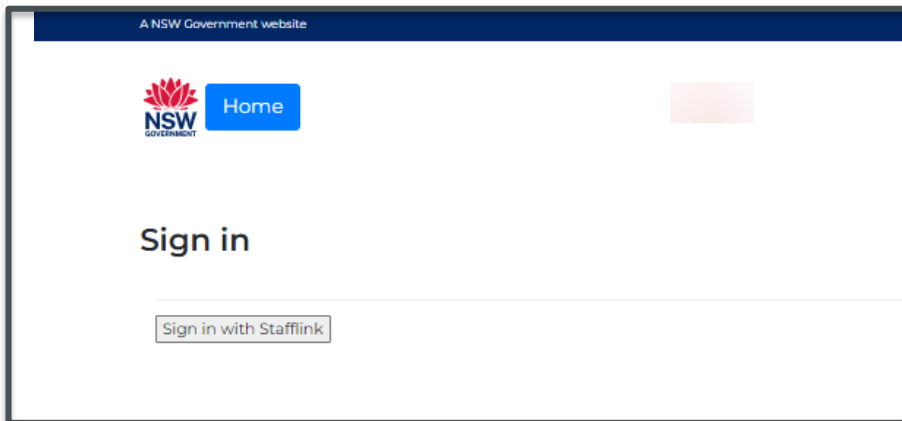 A NSW Government website
NSW
GOVERNMENT
Home
Sign in
Sign in with Stafflink